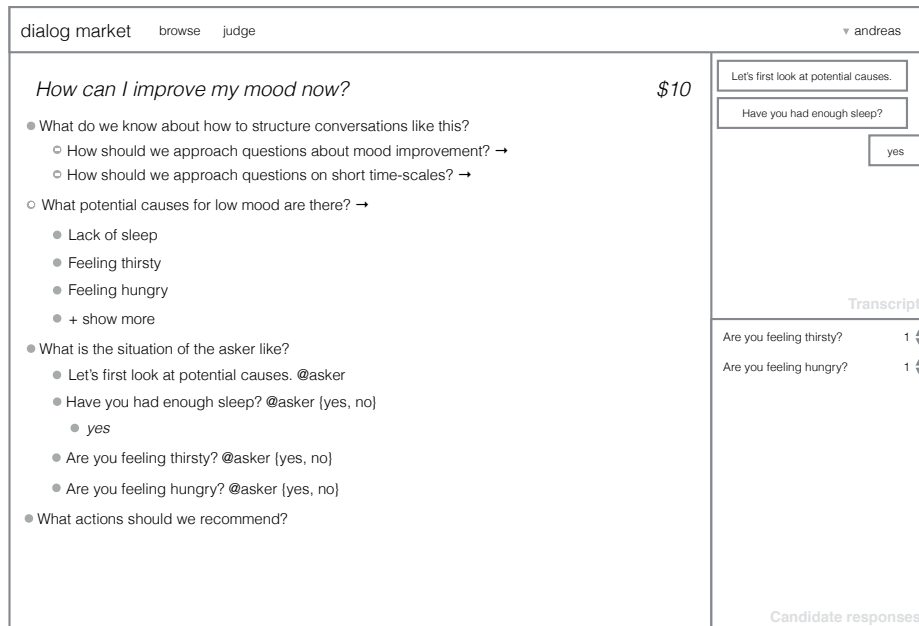 dialog market browse judge ▼ andreas
How can I improve my mood now? $10
What do we know about how to structure conversations like this?
How should we approach questions about mood improvement? →
How should we approach questions on short time-scales? →
What potential causes for low mood are there? →
Lack of sleep
Feeling thirsty
Feeling hungry
+ show more
What is the situation of the asker like?
Let's first look at potential causes. @asker
Have you had enough sleep? @asker {yes, no}
yes
Are you feeling thirsty? @asker {yes, no}
Are you feeling hungry? @asker {yes, no}
What actions should we recommend?
Let's first look at potential causes.
Have you had enough sleep?
yes
Transcript
Are you feeling thirsty? 1
Are you feeling hungry? 1
Candidate responses